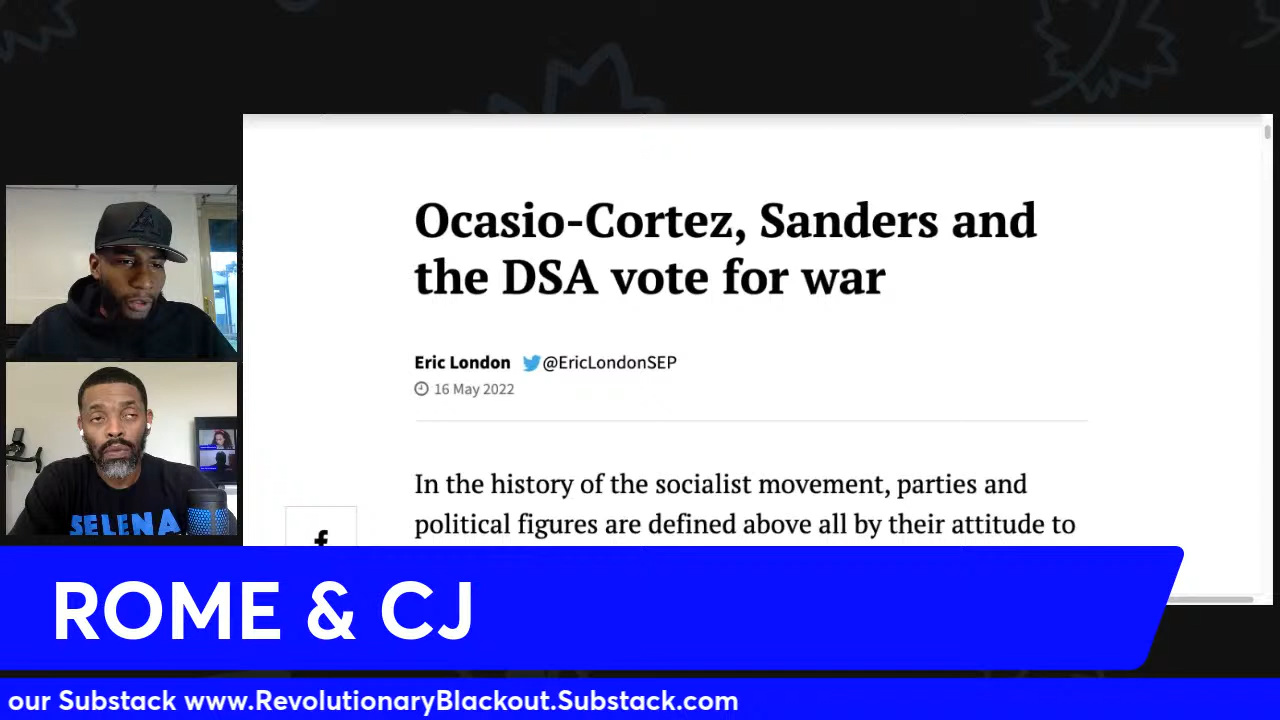 Ocasio-Cortez, Sanders and
the DSA vote for war
Eric London @EricLondonSEP
16 May 2022
In the history of the socialist movement, parties and
political figures are defined above all by their attitude to
f
SELENA
ROME & CJ
our Substack www.RevolutionaryBlackout.Substack.com